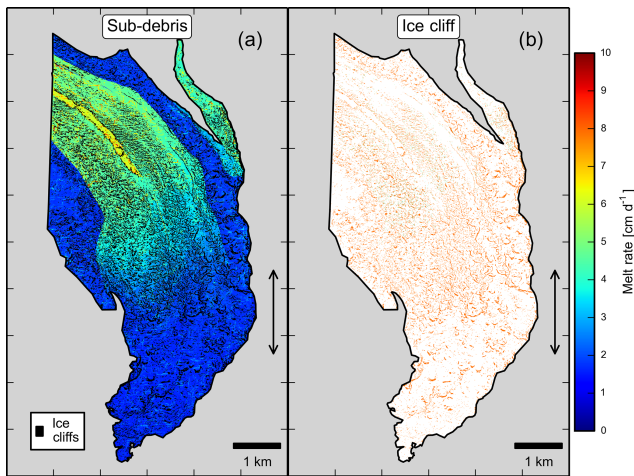 Sub-debris
(a)
Ice
cliffs
1 km
Ice cliff
(b)
1 km
10
9
8
7
6
5
4
3
2
1
0
Melt rate [cm d⁻¹]